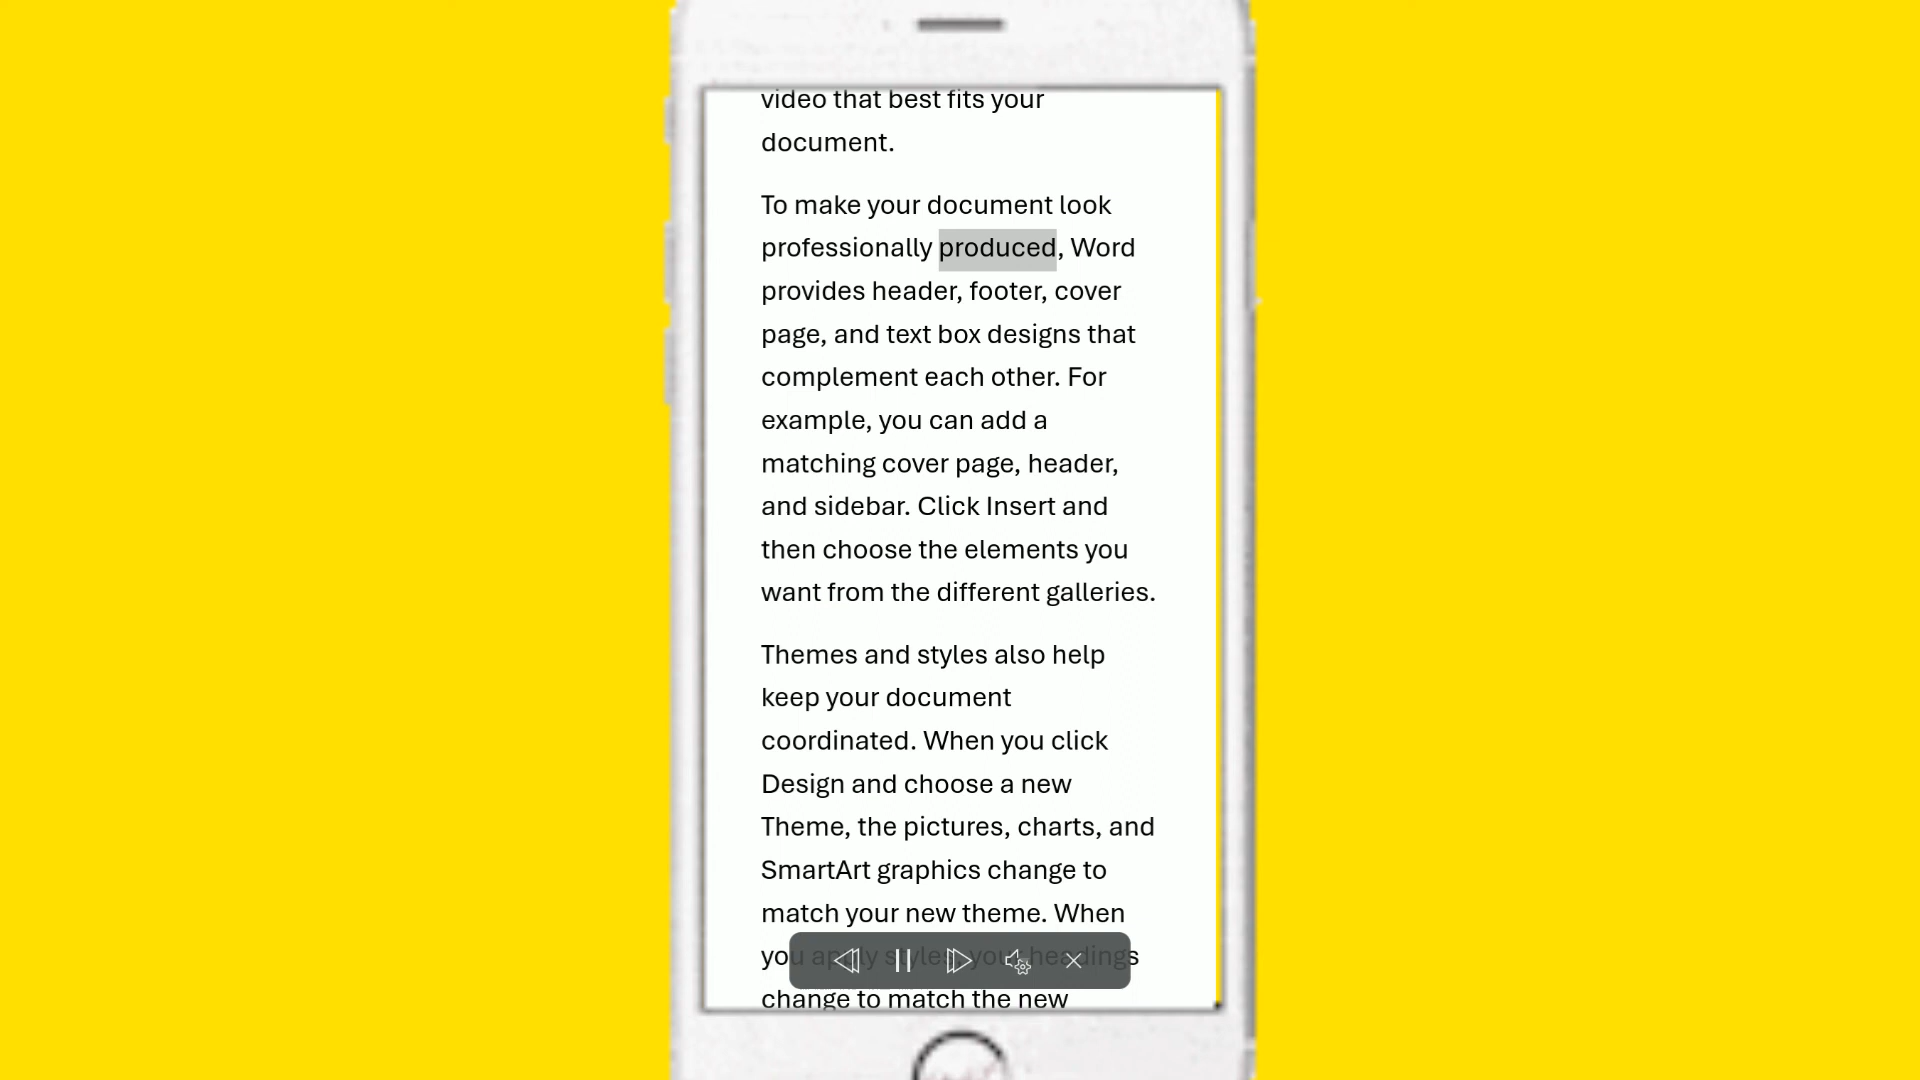 video that best fits your
document.
To make your document look
professionally produced, Word
provides header, footer, cover
page, and text box designs that
complement each other. For
example, you can add a
matching cover page, header,
and sidebar. Click Insert and
then choose the elements you
want from the different galleries.
Themes and styles also help
keep your document
coordinated. When you click
Design and choose a new
Theme, the pictures, charts, and
SmartArt graphics change to
match your new theme. When
you apply styles, your headings
change to match the new